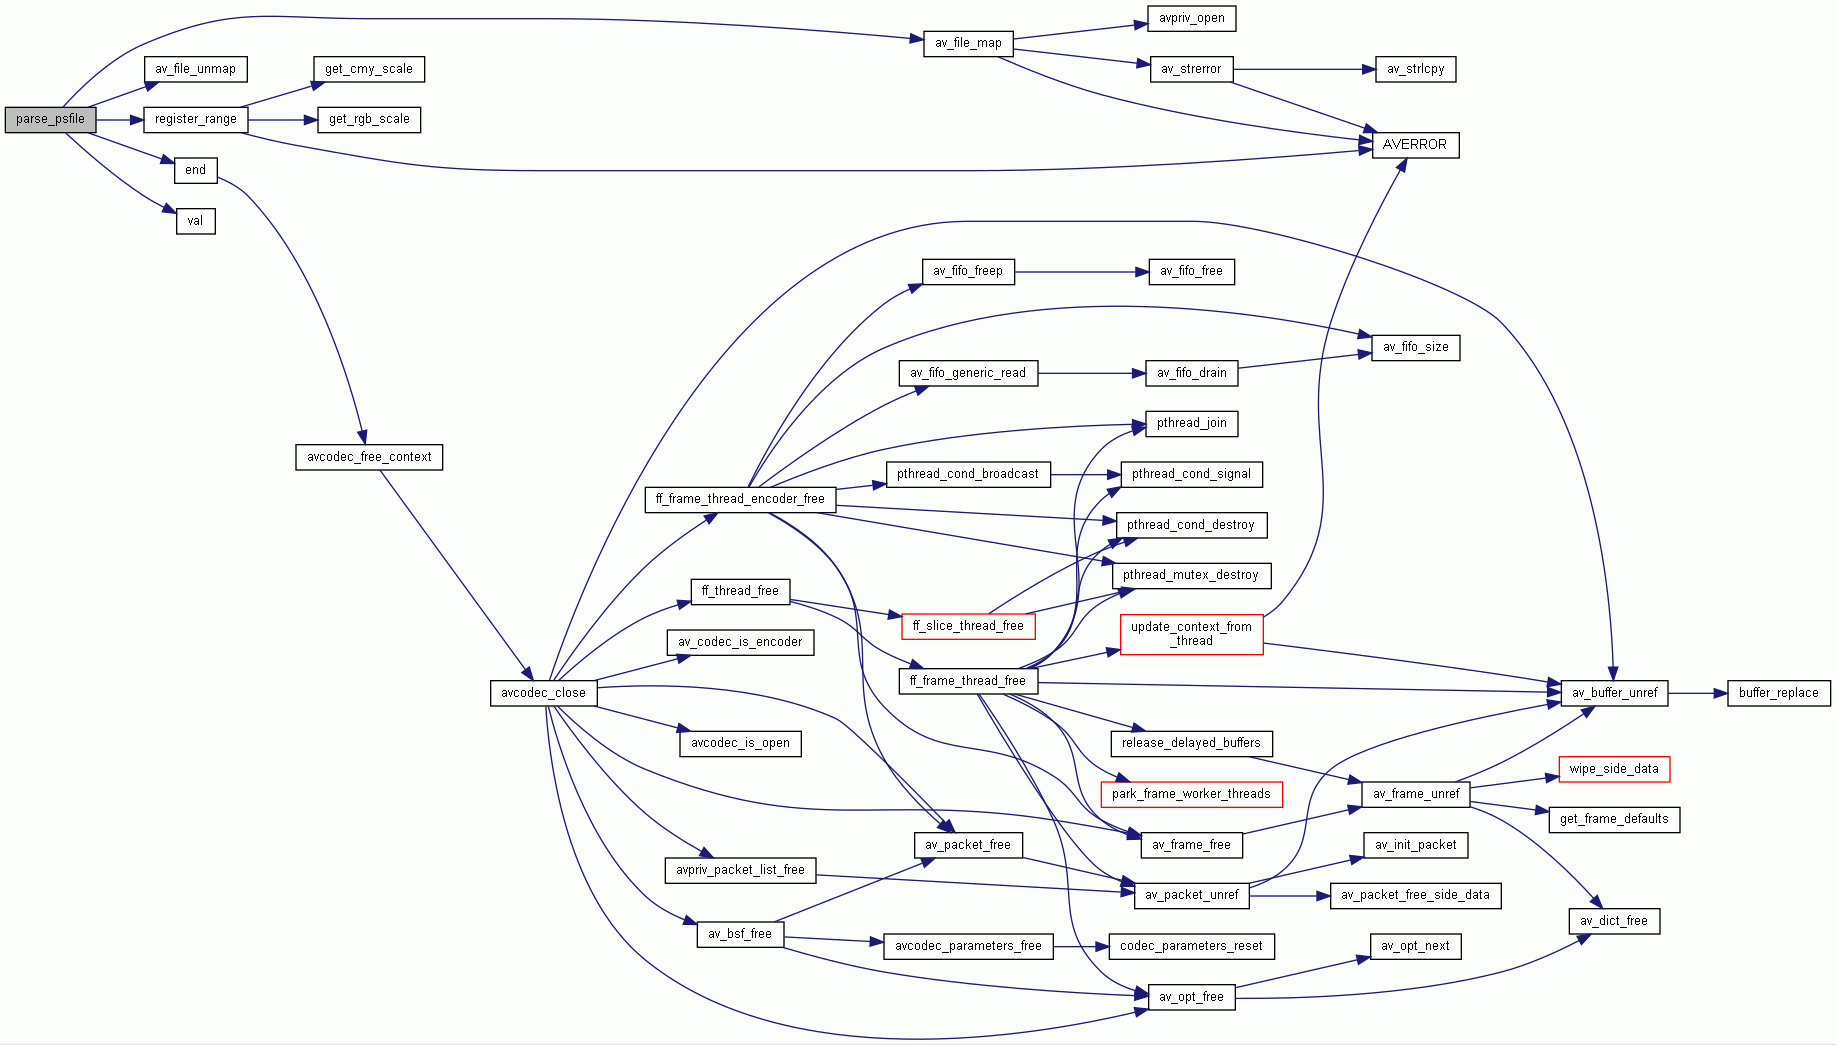 avpriv_open
av_file_map
av_file_unmap
get_cmy_scale
av_strerror
av_strlcpy
parse_psfile
register_range
get_rgb_scale
AVERROR
end
val
av_fifo_freep
av_fifo_free
av_fifo_size
av_fifo_generic_read
av_fifo_drain
pthread_join
avcodec_free_context
pthread_cond_broadcast
pthread_cond_signal
ff_frame_thread_encoder_free
pthread_cond_destroy
pthread_mutex_destroy
ff_thread_free
ff_slice_thread_free
update_context_from
_thread
av_codec_is_encoder
ff_frame_thread_free
avcodec_close
av_buffer_unref
buffer_replace
avcodec_is_open
release_delayed_buffers
wipe_side_data
park_frame_worker_threads
av_frame_unref
get_frame_defaults
av_packet_free
av_frame_free
av_init_packet
avpriv_packet_list_free
av_packet_unref
av_packet_free_side_data
av_dict_free
av_bsf_free
avcodec_parameters_free
codec_parameters_reset
av_opt_next
av_opt_free